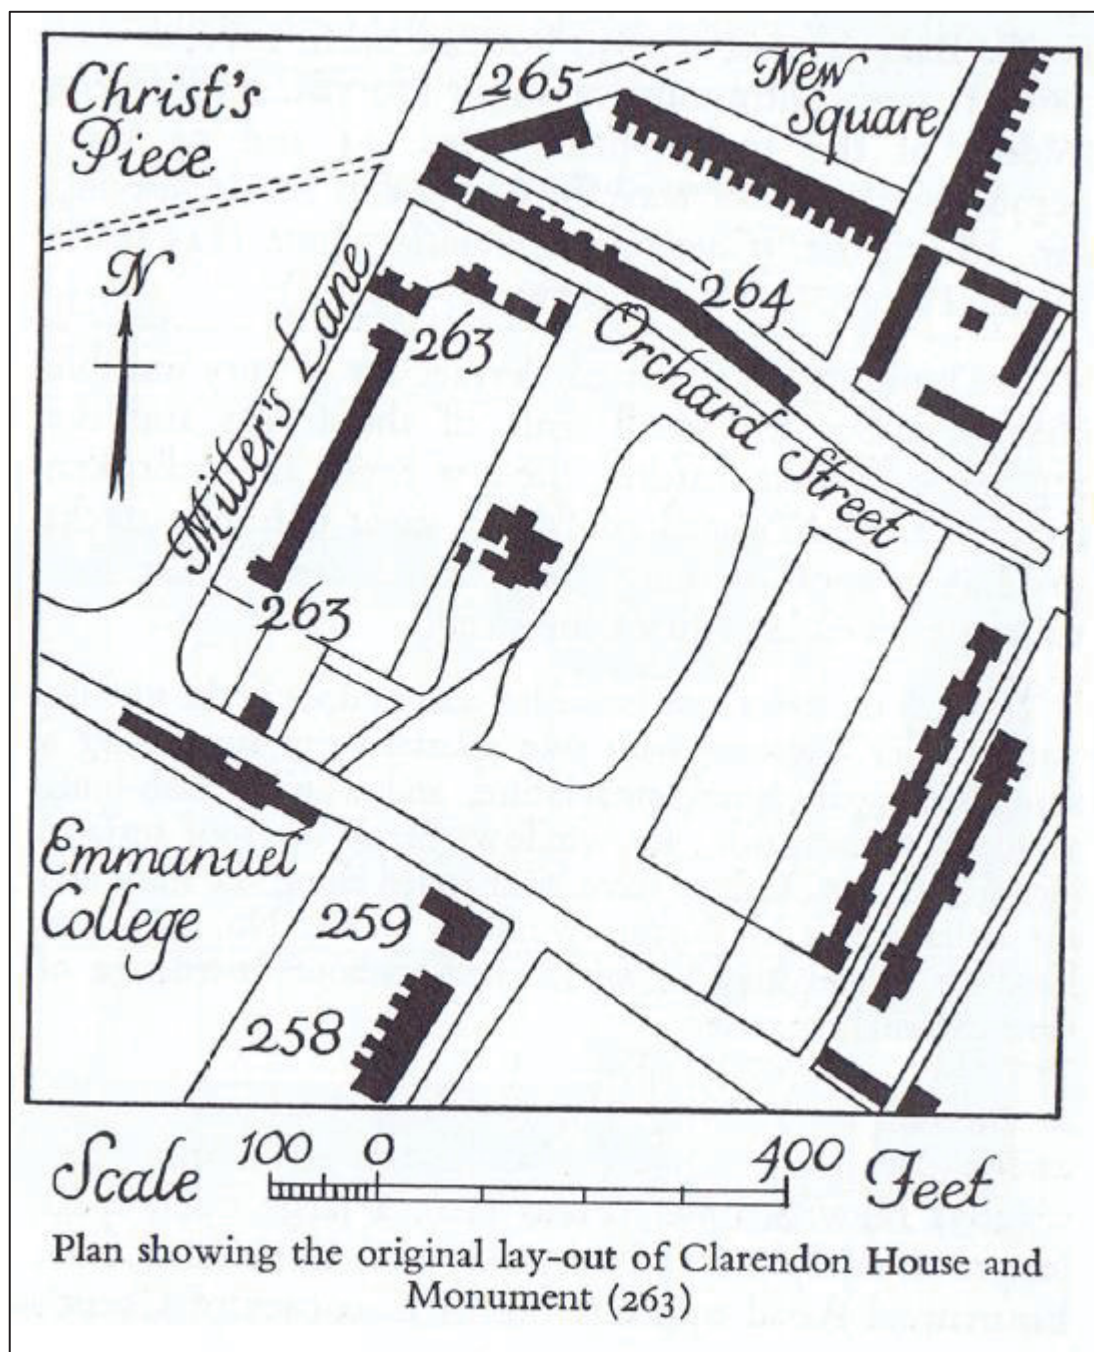 Christ's
Piece
265
New
Square
N
Milter's Lane
263
264
Orchard Street
263
Emmanuel
College
259
258
Scale 100 0 400 Feet
Plan showing the original lay-out of Clarendon House and
Monument (263)